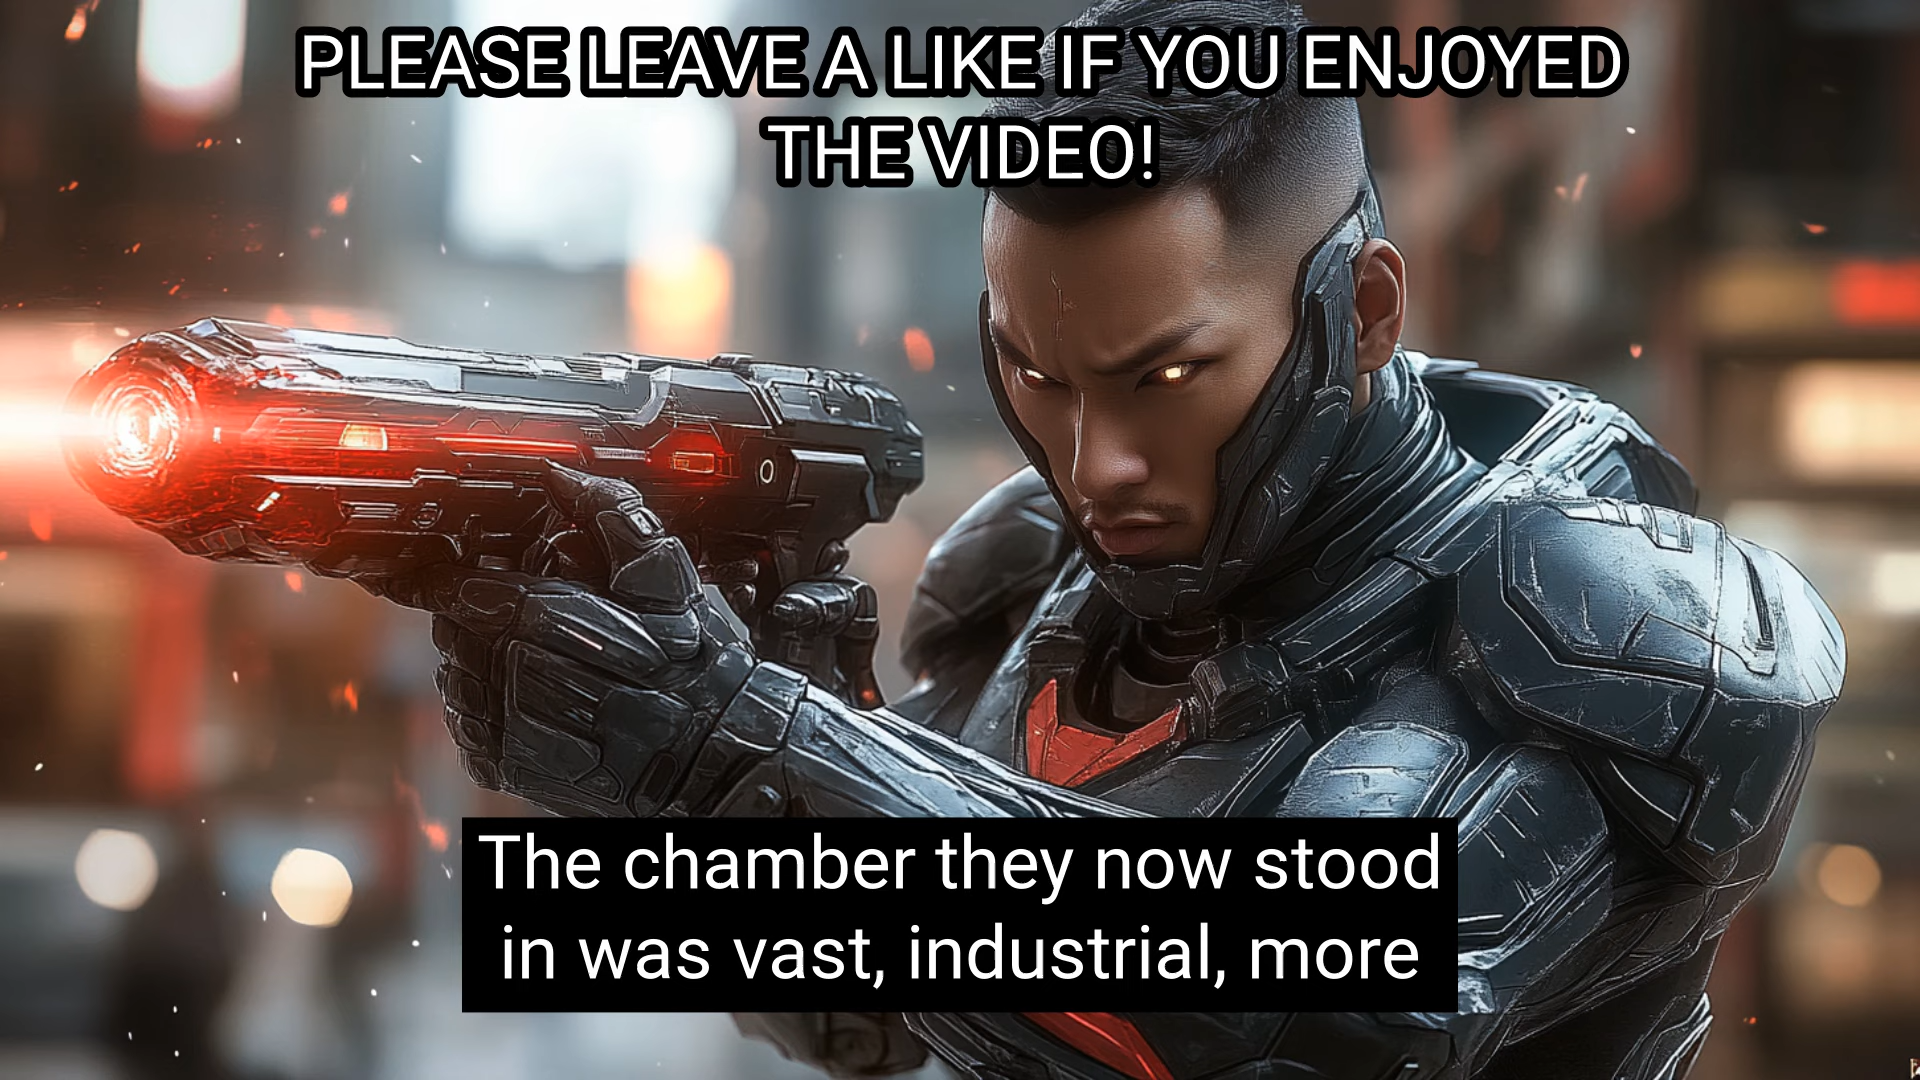 PLEASE LEAVE A LIKE IF YOU ENJOYED
THE VIDEO!
The chamber they now stood
in was vast, industrial, more